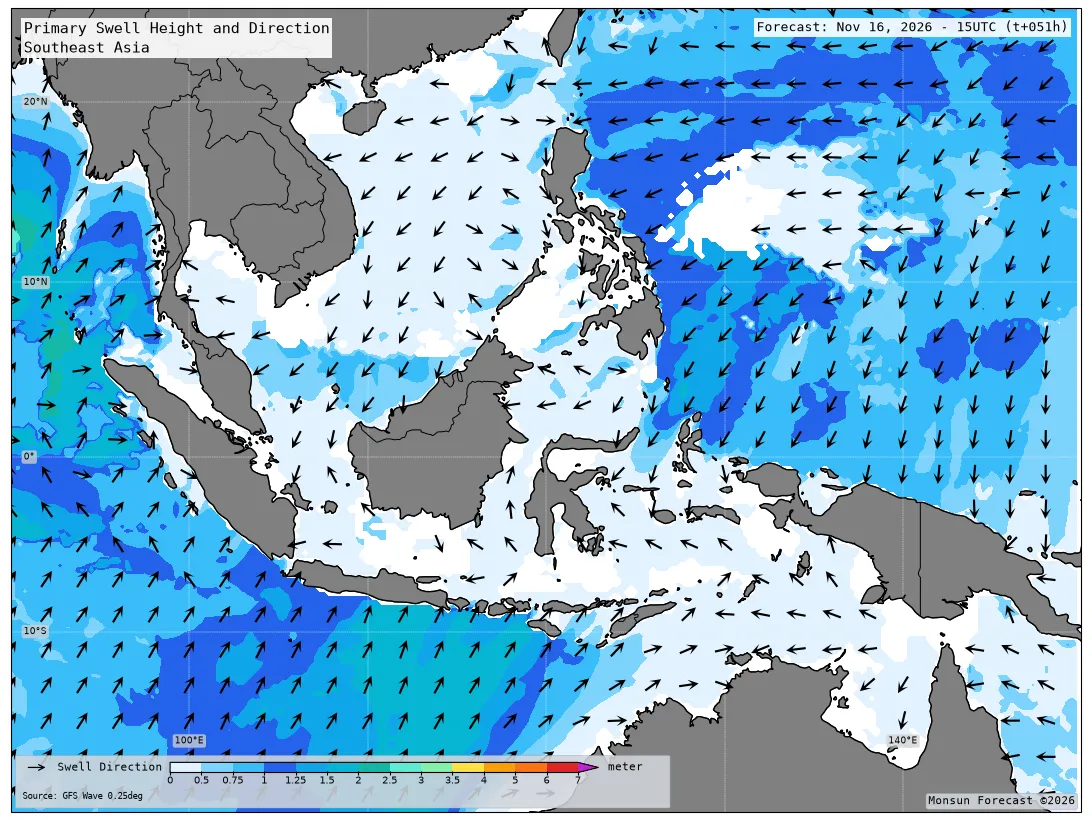 Primary Swell Height and Direction
Southeast Asia
Forecast: Nov 16, 2026 - 15UTC (t+051h)
20°N
10°N
0°
10°S
100°E
140°E
Swell Direction
0 0.5 0.75 1 1.25 1.5 2 2.5 3 3.5 4 5 6 7
meter
Source: GFS Wave 0.25deg
Monsun Forecast ©2026